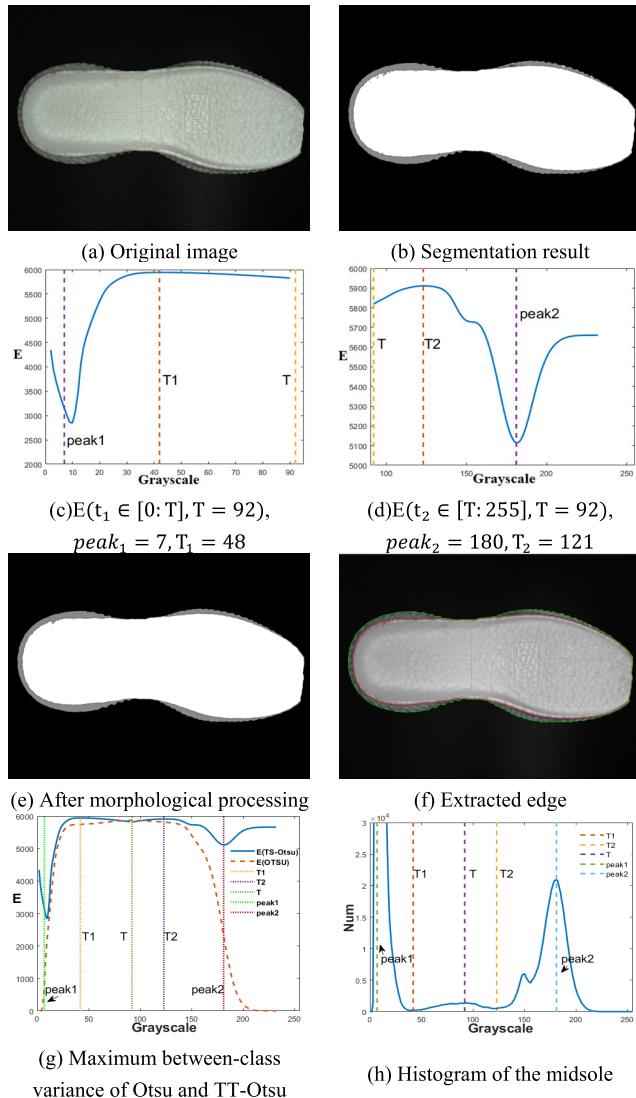 (a) Original image
(b) Segmentation result
6000
5500
5000
4500
4000
3500
3000
2500
2000
E
peak1
T1
T
0 10 20 30 40 50 60 70 80 90
Grayscale
(c)E(t₁ ∈ [0: T], T = 92),
peak₁ = 7, T₁ = 48
6000
5900
5800
5700
5600
5500
5400
5300
5200
5100
5000
E
T
T2
peak2
100 150 200 250
Grayscale
(d)E(t₂ ∈ [T: 255], T = 92),
peak₂ = 180, T₂ = 121
(e) After morphological processing
(f) Extracted edge
6000
5000
4000
3000
2000
1000
0
E
E(TS-Otsu)
E(OTSU)
T1
T2
T
peak1
peak2
T1
T
T2
peak1
peak2
0 50 100 150 200 250
Grayscale
(g) Maximum between-class
variance of Otsu and TT-Otsu
×10⁴
3
2.5
2
1.5
1
0.5
0
Num
T1
T2
T
peak1
peak2
T1
T
T2
peak1
peak2
0 50 100 150 200 250
Grayscale
(h) Histogram of the midsole